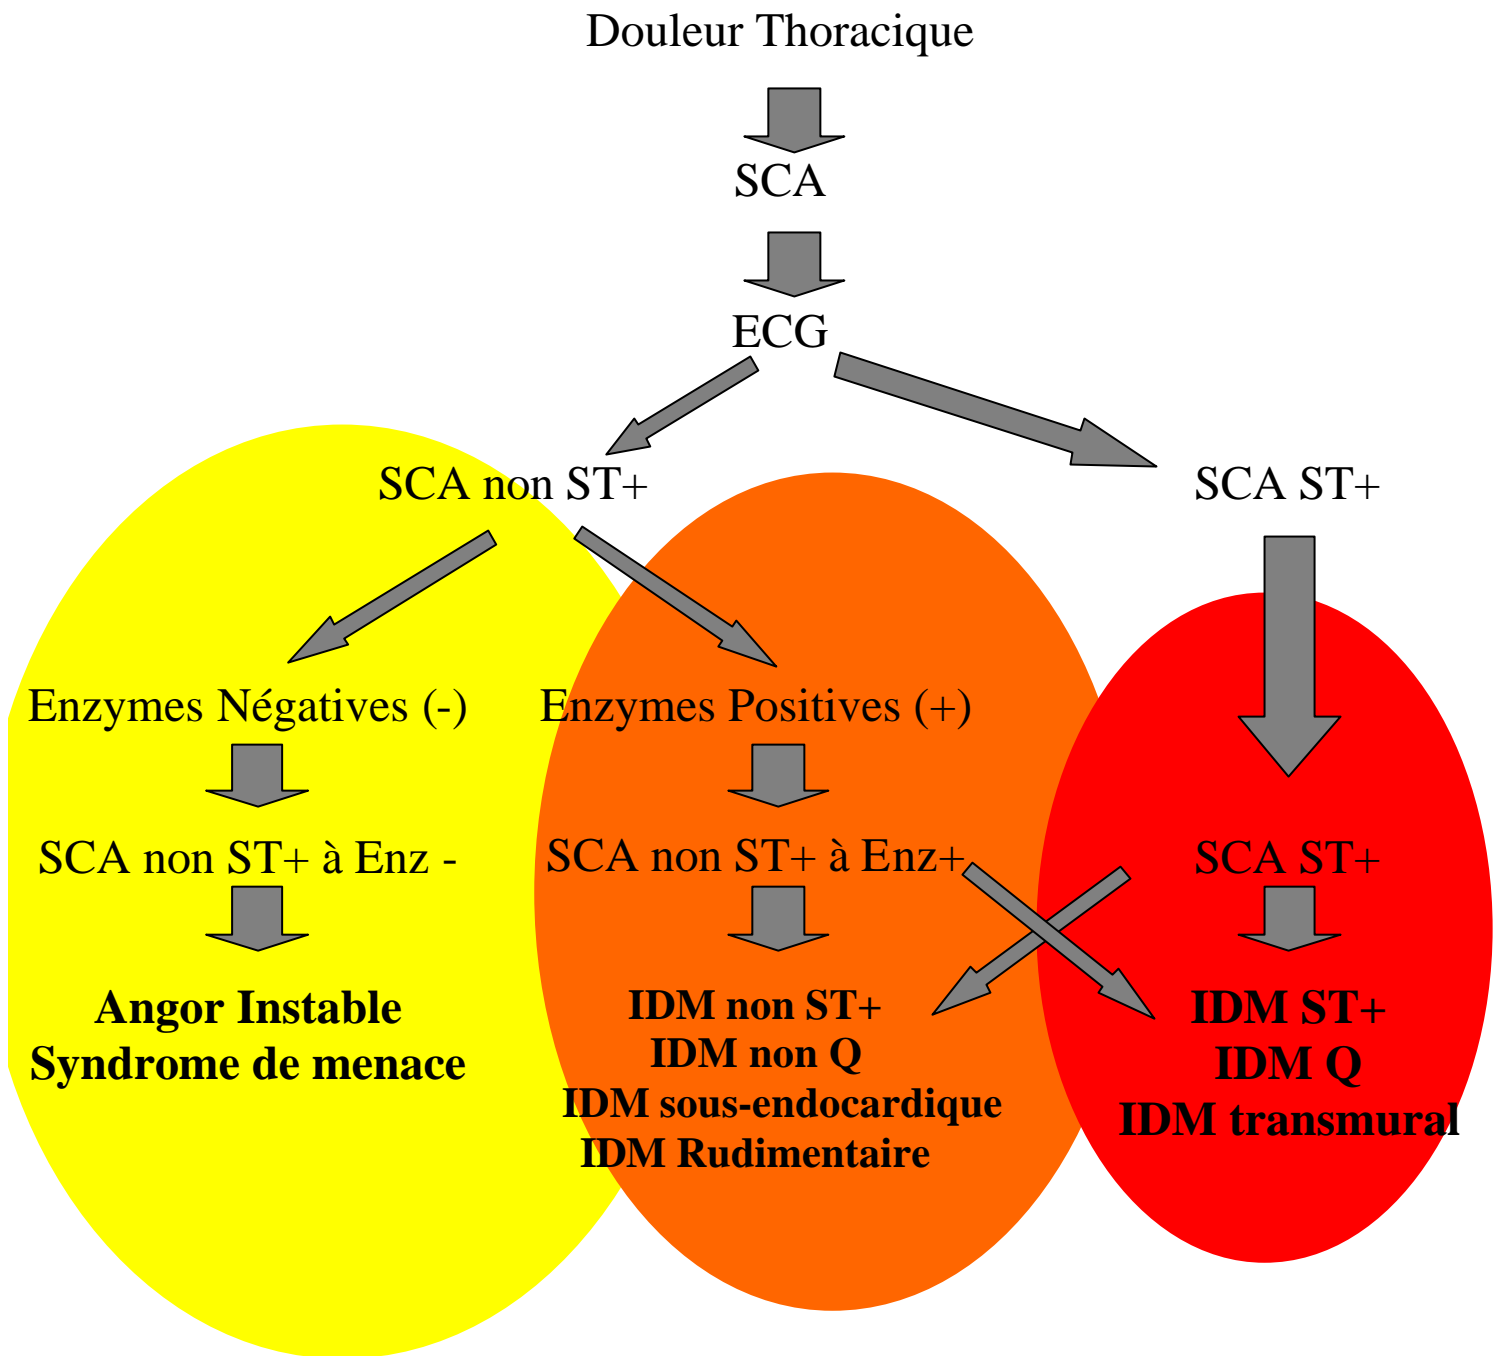 Douleur Thoracique
SCA
ECG
SCA non ST+
SCA ST+
Enzymes Négatives (-)
Enzymes Positives (+)
SCA non ST+ à Enz -
SCA non ST+ à Enz+
SCA ST+
Angor Instable
Syndrome de menace
IDM non ST+
IDM non Q
IDM sous-endocardique
IDM Rudimentaire
IDM ST+
IDM Q
IDM transmural